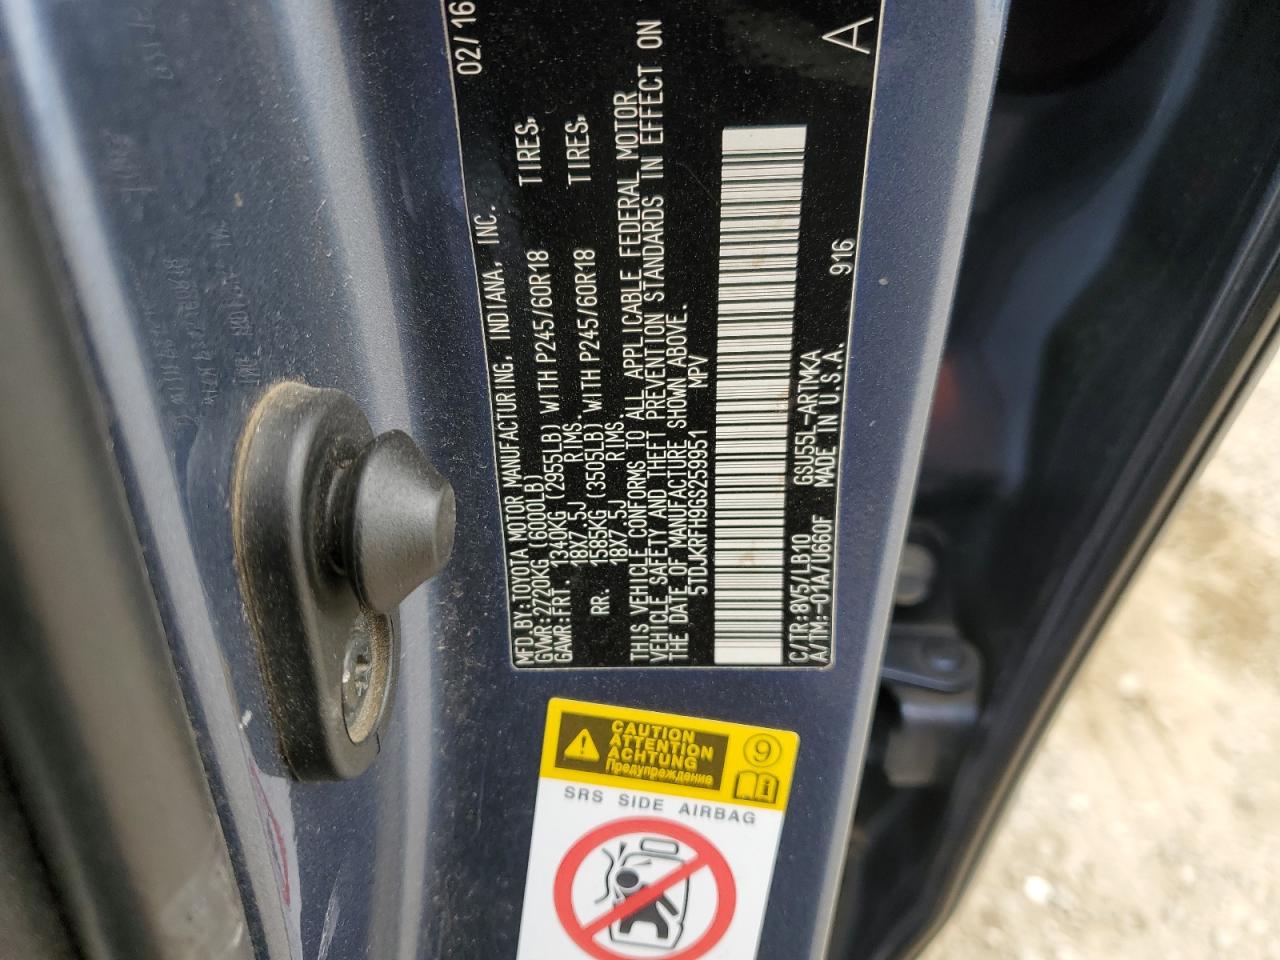 MFD BY:TOYOTA MOTOR MANUFACTURING, INDIANA, INC. 02/16
GVWR:2720KG (6000LB)
GAWR:FRT. 1340KG (2955LB) WITH P245/60R18 TIRES,
18X7.5J RIMS.
RR. 1585KG (3505LB) WITH P245/60R18 TIRES,
18X7.5J RIMS.
THIS VEHICLE CONFORMS TO ALL APPLICABLE FEDERAL MOTOR
VEHICLE SAFETY AND THEFT PREVENTION STANDARDS IN EFFECT ON
THE DATE OF MANUFACTURE SHOWN ABOVE.
5TDJKRFH9GS259951 MPV
C/TR:8V5/LB10 GSU55L-ARTMKA
A/TM:-01A/U660F MADE IN U.S.A. 916
A
CAUTION
ATTENTION
ACHTUNG
Предупреждение
9
i
SRS SIDE AIRBAG